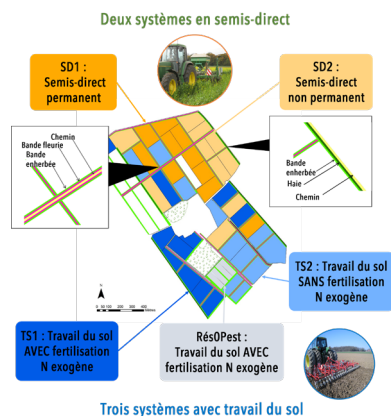 Deux systèmes en semis-direct
SD1 :
Semis-direct
permanent
SD2 :
Semis-direct
non permanent
Chemin
Bande fleurie
Bande
enherbée
Bande
enherbée
Haie
Chemin
N
TS2 : Travail du sol
SANS fertilisation
N exogène
TS1 : Travail du sol
AVEC fertilisation
N exogène
Rés0Pest :
Travail du sol AVEC
fertilisation N exogène
Trois systèmes avec travail du sol